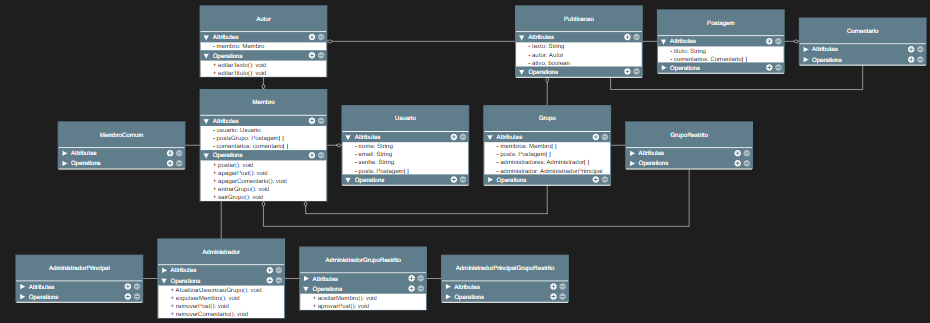 Autor
Attributes
- membro: Membro
Operations
+ editarTexto(): void
+ editarTitulo(): void
Publicacao
Attributes
- texto: String
- autor: Autor
- ativo: boolean
Operations
Postagem
Attributes
- titulo: String
- comentarios: Comentario[ ]
Operations
Comentario
Attributes
Operations
MembroComum
Attributes
Operations
Membro
Attributes
- usuario: Usuario
- postsGrupo: Postagem[ ]
- comentarios: comentario[ ]
Operations
+ postar(): void
+ apagarPost(): void
+ apagarComentario(): void
+ entrarGrupo(): void
+ sairGrupo(): void
Usuario
Attributes
- nome: String
- email: String
- senha: String
- posts: Postagem[ ]
Operations
Grupo
Attributes
- membros: Membro[ ]
- posts: Postagem[ ]
- administradores: Administrador[ ]
- administrador: AdministradorPrincipal
Operations
GrupoRestrito
Attributes
Operations
AdministradorPrincipal
Attributes
Operations
Administrador
Attributes
Operations
+ AtualizarDescricaoGrupo(): void
+ expulsarMembro(): void
+ removerPost(): void
+ removerComentario(): void
AdministradorGrupoRestrito
Attributes
Operations
+ aceitarMembro(): void
+ aprovarPost(): void
AdministradorPrincipalGrupoRestrito
Attributes
Operations